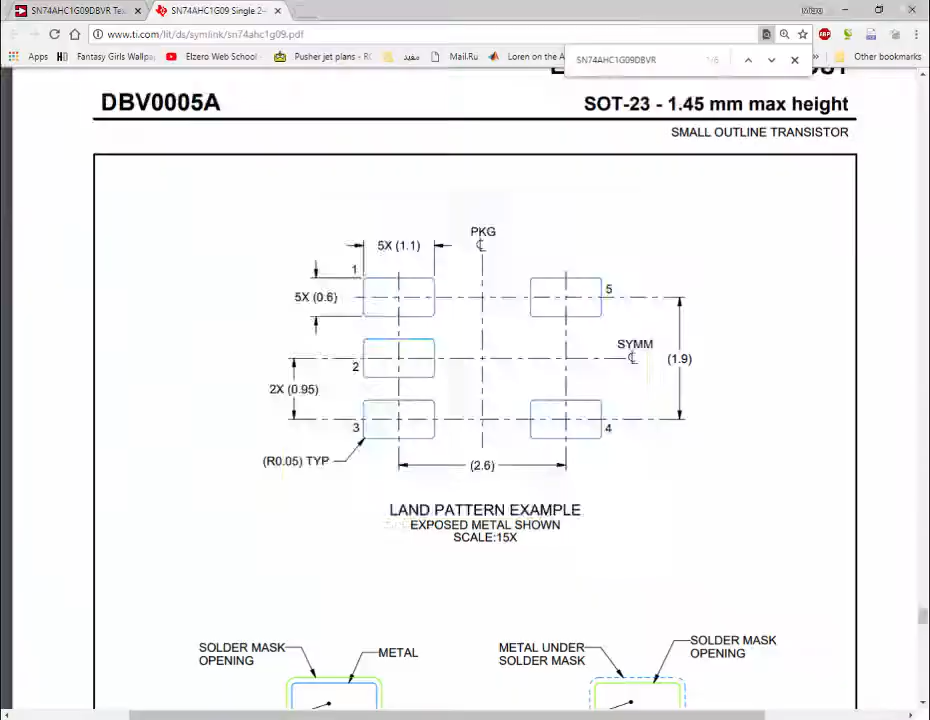 SN74AHC1G09DBVR Te
SN74AHC1G09 Single 2-
www.ti.com/lit/ds/symlink/sn74ahc1g09.pdf
ABP
Apps
Fantasy Girls Wallpa
Elzero Web School
Pusher jet plans - RC
مفيد
Mail.Ru
Loren on the A
SN74AHC1G09DBVR
1/6
Other bookmarks
DBV0005A
SOT-23 - 1.45 mm max height
SMALL OUTLINE TRANSISTOR
PKG
5X (1.1)
1
5
5X (0.6)
SYMM
(1.9)
2
2X (0.95)
3
4
(R0.05) TYP
(2.6)
LAND PATTERN EXAMPLE
EXPOSED METAL SHOWN
SCALE:15X
SOLDER MASK
OPENING
METAL
METAL UNDER
SOLDER MASK
SOLDER MASK
OPENING